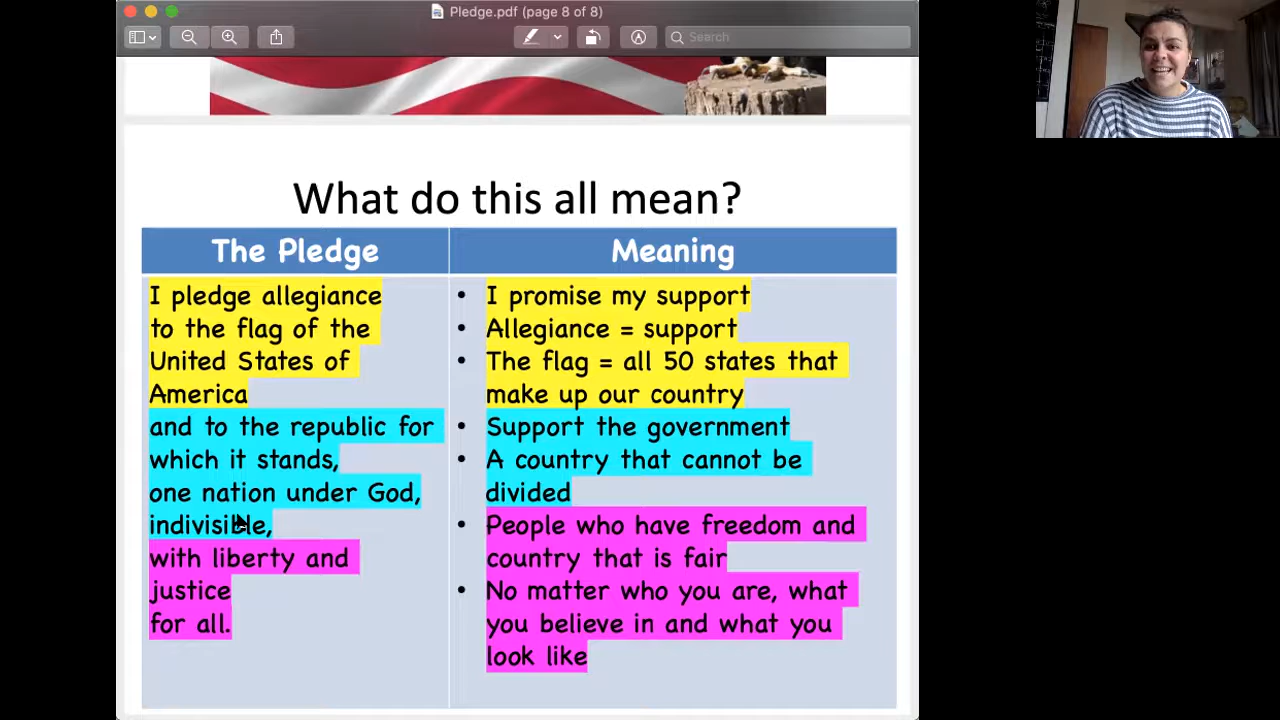 Pledge.pdf (page 8 of 8)
Search
What do this all mean?
The Pledge
Meaning
I pledge allegiance
to the flag of the
United States of
America
and to the republic for
which it stands,
one nation under God,
indivisible,
with liberty and
justice
for all.
• I promise my support
• Allegiance = support
• The flag = all 50 states that
make up our country
• Support the government
• A country that cannot be
divided
• People who have freedom and
country that is fair
• No matter who you are, what
you believe in and what you
look like